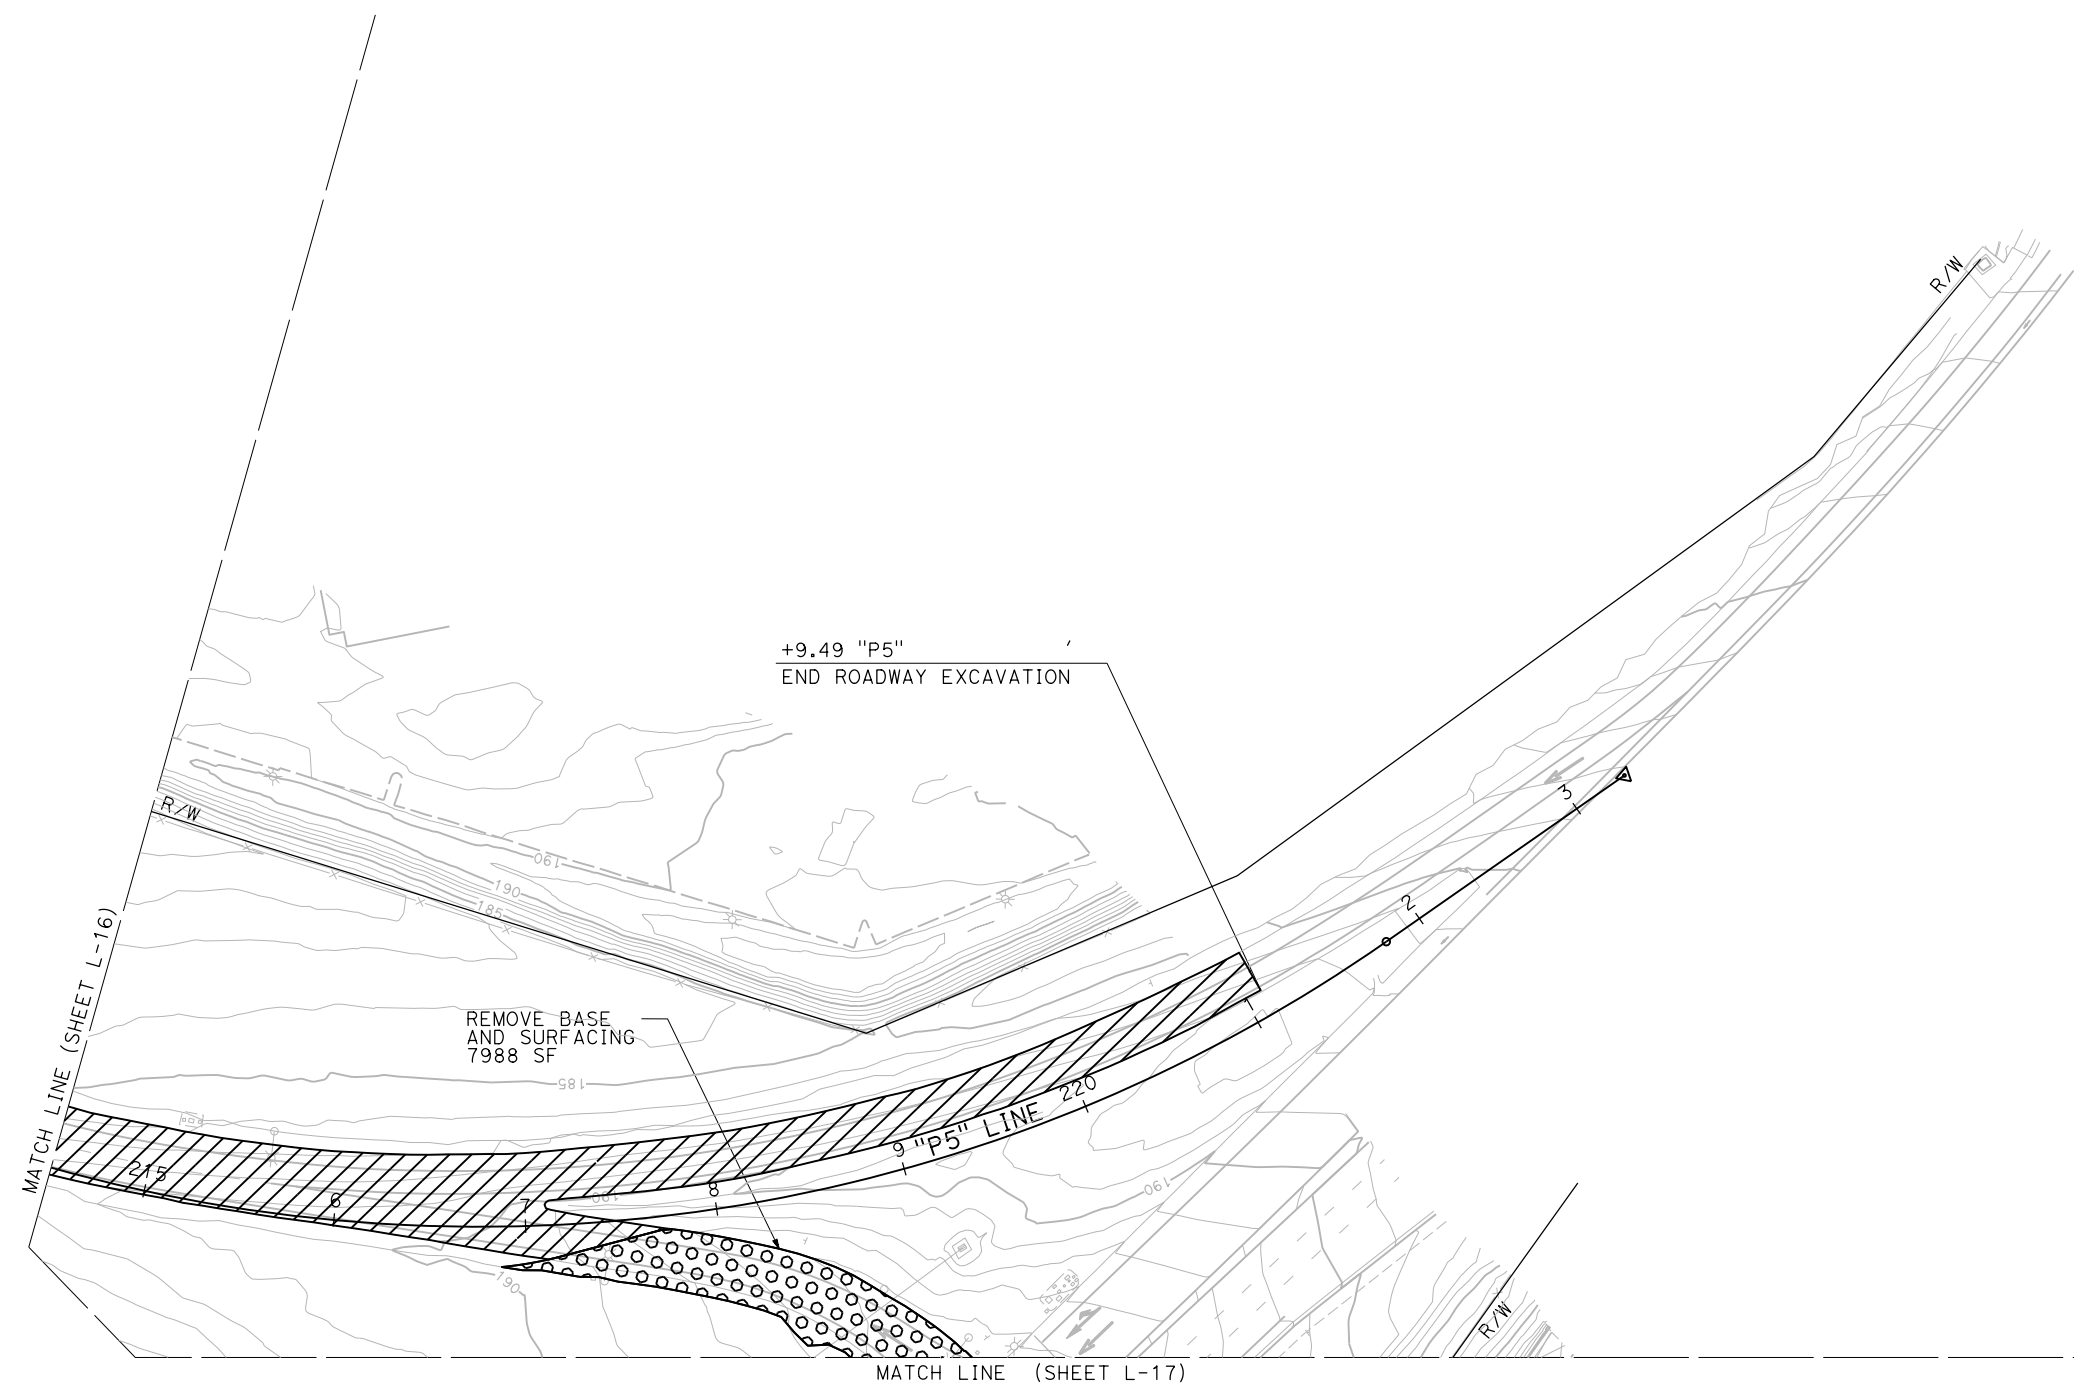 R/W
+9.49 "P5" ′
END ROADWAY EXCAVATION
3
R/W
190
190
185
2
MATCH LINE (SHEET L-16)
REMOVE BASE
AND SURFACING
7988 SF
1
185
220
"P5" LINE
9
215
6
7
190
8
190
190
R/W
MATCH LINE (SHEET L-17)